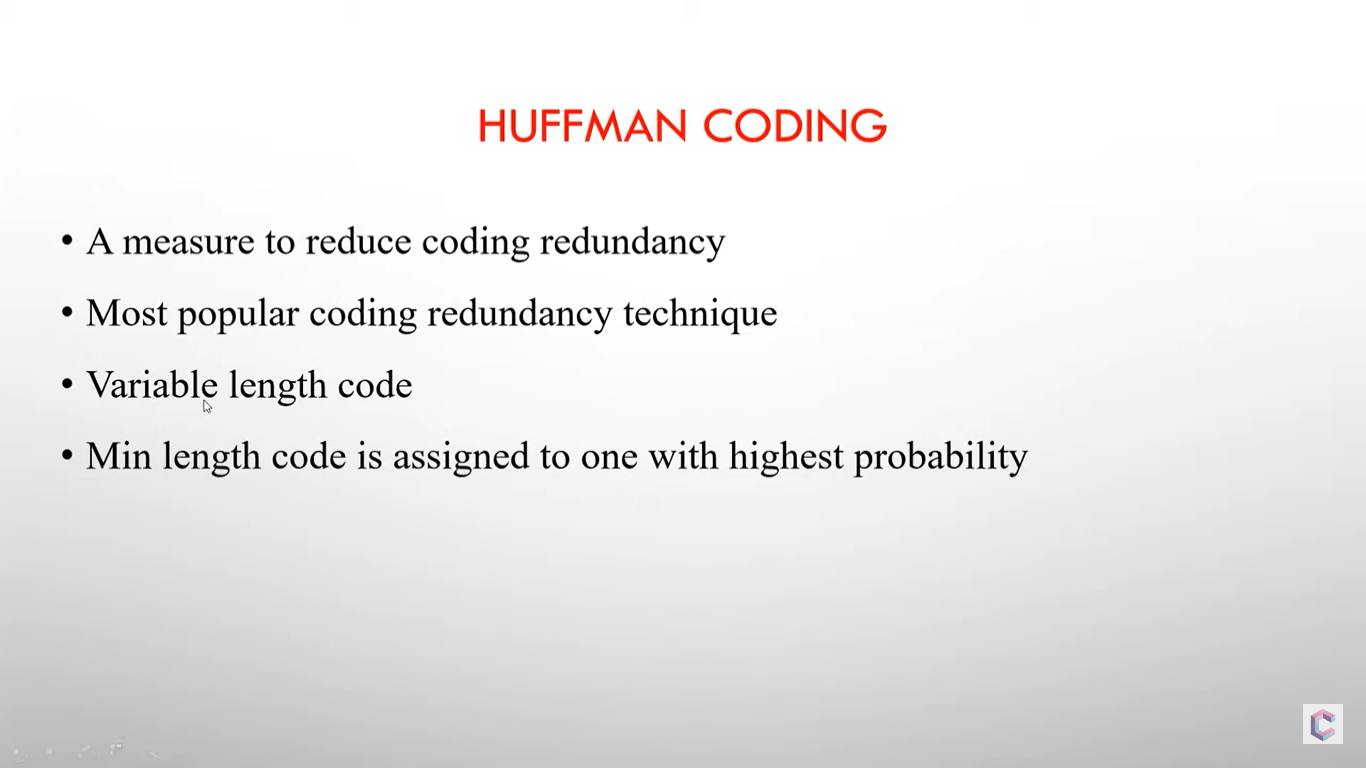 HUFFMAN CODING
• A measure to reduce coding redundancy
• Most popular coding redundancy technique
• Variable length code
• Min length code is assigned to one with highest probability